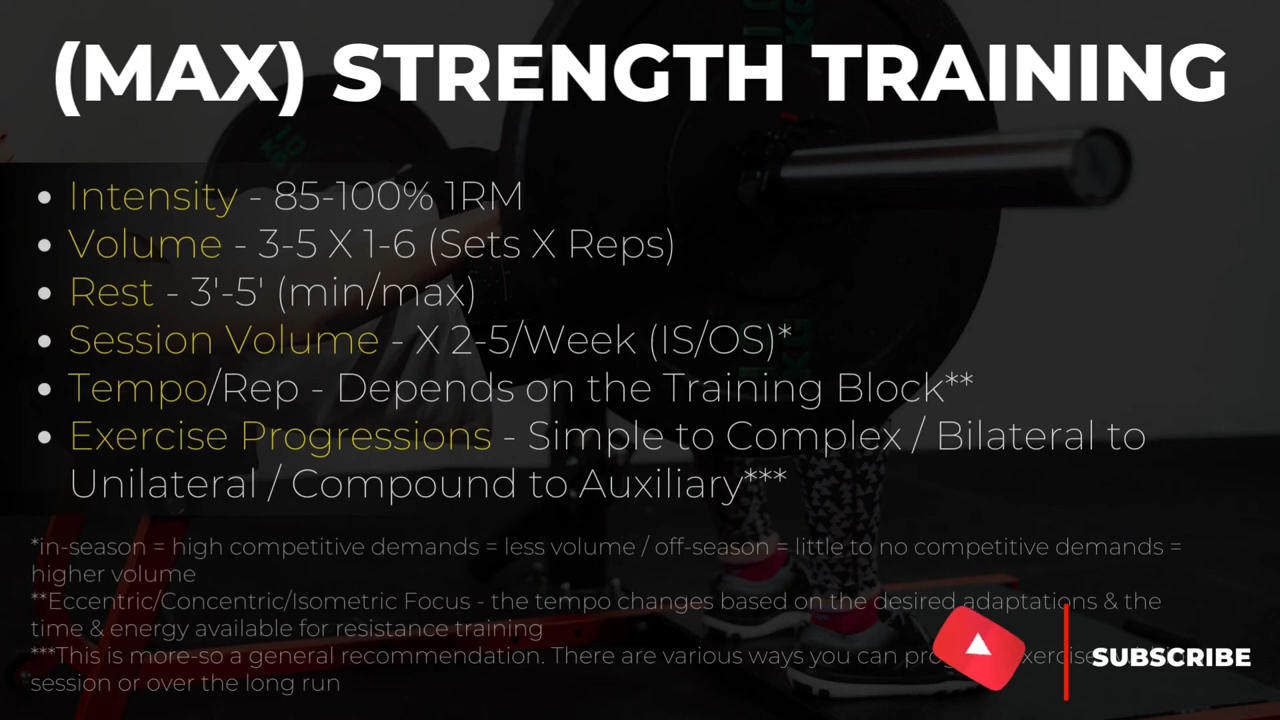 (MAX) STRENGTH TRAINING
• Intensity - 85-100% 1RM
• Volume - 3-5 X 1-6 (Sets X Reps)
• Rest - 3'-5' (min/max)
• Session Volume - X 2-5/Week (IS/OS)*
• Tempo/Rep - Depends on the Training Block**
• Exercise Progressions - Simple to Complex / Bilateral to
Unilateral / Compound to Auxiliary***
*in-season = high competitive demands = less volume / off-season = little to no competitive demands =
higher volume
**Eccentric/Concentric/Isometric Focus - the tempo changes based on the desired adaptations & the
time & energy available for resistance training
***This is more-so a general recommendation. There are various ways you can
session or over the long run
SUBSCRIBE